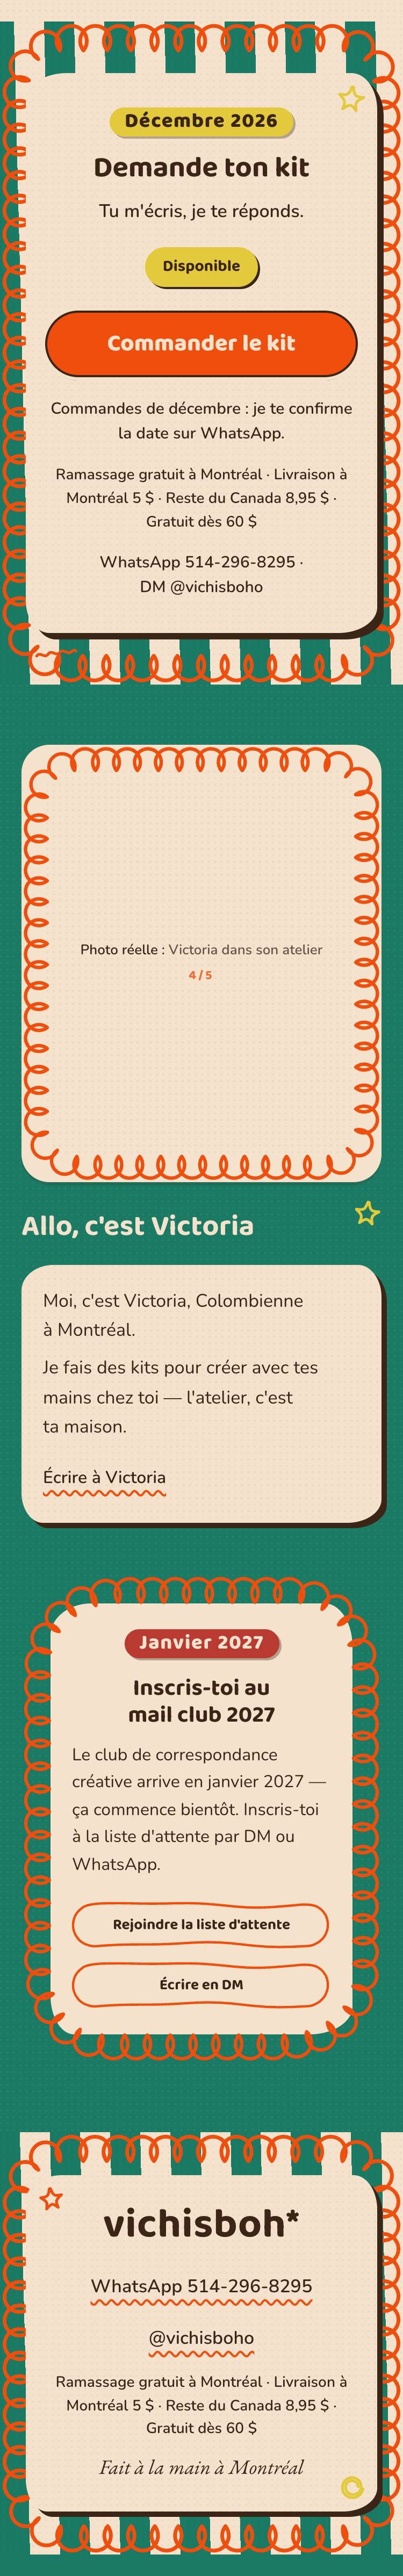 Décembre 2026
Demande ton kit
Tu m'écris, je te réponds.
Disponible
Commander le kit
Commandes de décembre : je te confirme
la date sur WhatsApp.
Ramassage gratuit à Montréal · Livraison à
Montréal 5 $ · Reste du Canada 8,95 $ ·
Gratuit dès 60 $
WhatsApp 514-296-8295 ·
DM @vichisboho
Photo réelle : Victoria dans son atelier
4 / 5
Allo, c'est Victoria
Moi, c'est Victoria, Colombienne
à Montréal.
Je fais des kits pour créer avec tes
mains chez toi — l'atelier, c'est
ta maison.
Écrire à Victoria
Janvier 2027
Inscris-toi au
mail club 2027
Le club de correspondance
créative arrive en janvier 2027 —
ça commence bientôt. Inscris-toi
à la liste d'attente par DM ou
WhatsApp.
Rejoindre la liste d'attente
Écrire en DM
vichisboh*
WhatsApp 514-296-8295
@vichisboho
Ramassage gratuit à Montréal · Livraison à
Montréal 5 $ · Reste du Canada 8,95 $ ·
Gratuit dès 60 $
Fait à la main à Montréal